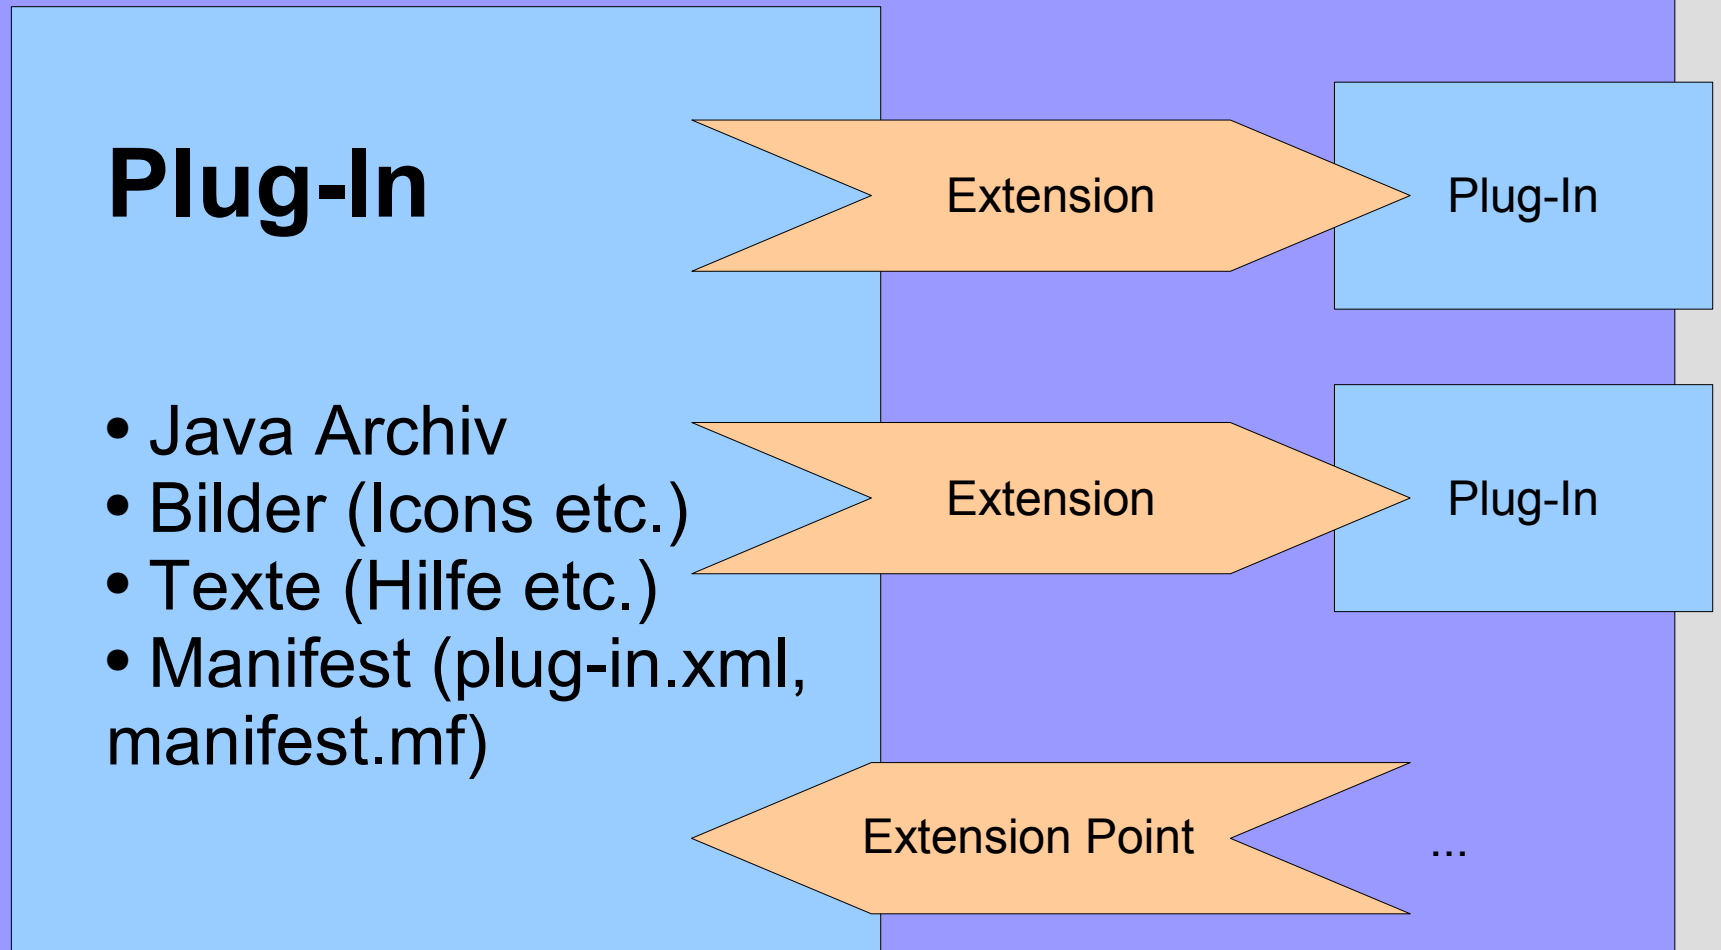 Plug-In
Extension
Plug-In
• Java Archiv
• Bilder (Icons etc.)
• Texte (Hilfe etc.)
• Manifest (plug-in.xml,
manifest.mf)
Extension
Plug-In
Extension Point
...